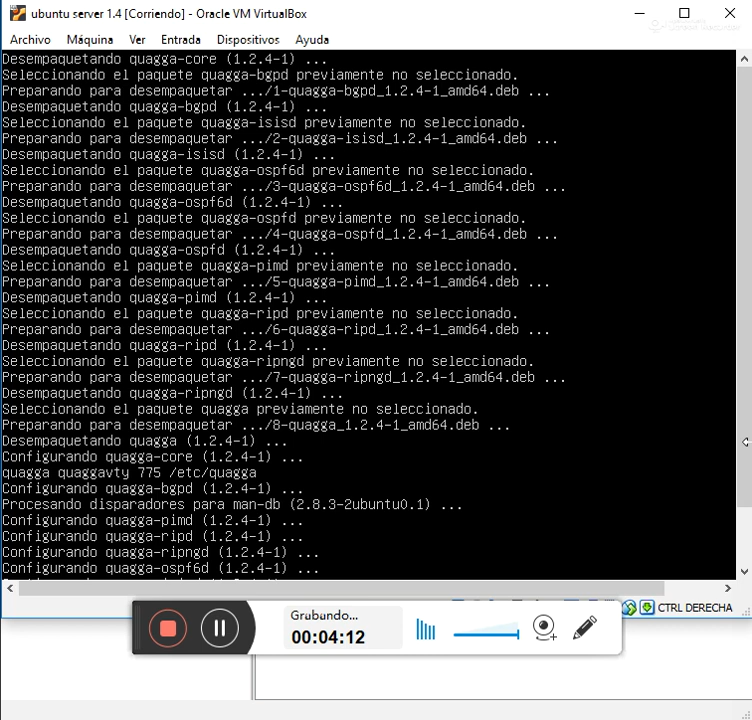 ubuntu server 1.4 [Corriendo] - Oracle VM VirtualBox
Archivo Máquina Ver Entrada Dispositivos Ayuda
Desempaquetando quagga-core (1.2.4-1) ...
Seleccionando el paquete quagga-bgpd previamente no seleccionado.
Preparando para desempaquetar .../1-quagga-bgpd_1.2.4-1_amd64.deb ...
Desempaquetando quagga-bgpd (1.2.4-1) ...
Seleccionando el paquete quagga-isisd previamente no seleccionado.
Preparando para desempaquetar .../2-quagga-isisd_1.2.4-1_amd64.deb ...
Desempaquetando quagga-isisd (1.2.4-1) ...
Seleccionando el paquete quagga-ospf6d previamente no seleccionado.
Preparando para desempaquetar .../3-quagga-ospf6d_1.2.4-1_amd64.deb ...
Desempaquetando quagga-ospf6d (1.2.4-1) ...
Seleccionando el paquete quagga-ospfd previamente no seleccionado.
Preparando para desempaquetar .../4-quagga-ospfd_1.2.4-1_amd64.deb ...
Desempaquetando quagga-ospfd (1.2.4-1) ...
Seleccionando el paquete quagga-pimd previamente no seleccionado.
Preparando para desempaquetar .../5-quagga-pimd_1.2.4-1_amd64.deb ...
Desempaquetando quagga-pimd (1.2.4-1) ...
Seleccionando el paquete quagga-ripd previamente no seleccionado.
Preparando para desempaquetar .../6-quagga-ripd_1.2.4-1_amd64.deb ...
Desempaquetando quagga-ripd (1.2.4-1) ...
Seleccionando el paquete quagga-ripngd previamente no seleccionado.
Preparando para desempaquetar .../7-quagga-ripngd_1.2.4-1_amd64.deb ...
Desempaquetando quagga-ripngd (1.2.4-1) ...
Seleccionando el paquete quagga previamente no seleccionado.
Preparando para desempaquetar .../8-quagga_1.2.4-1_amd64.deb ...
Desempaquetando quagga (1.2.4-1) ...
Configurando quagga-core (1.2.4-1) ...
quagga quaggavty 775 /etc/quagga
Configurando quagga-bgpd (1.2.4-1) ...
Procesando disparadores para man-db (2.8.3-2ubuntu0.1) ...
Configurando quagga-pimd (1.2.4-1) ...
Configurando quagga-ripd (1.2.4-1) ...
Configurando quagga-ripngd (1.2.4-1) ...
Configurando quagga-ospf6d (1.2.4-1) ...
CTRL DERECHA
Grabando...
00:04:12